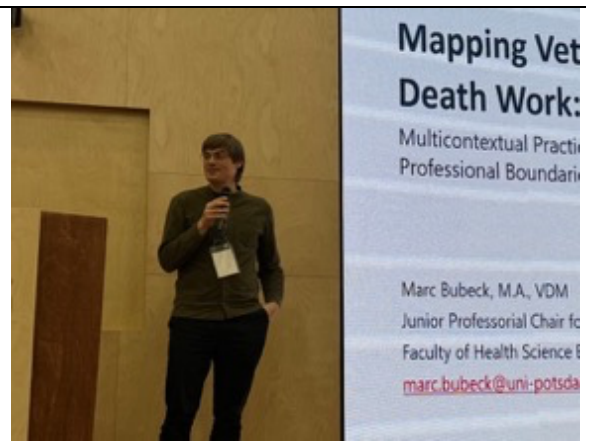 Mapping Vet
Death Work:
Multicontextual Practi
Professional Boundari
Marc Bubeck, M.A., VDM
Junior Professorial Chair fo
Faculty of Health Science
marc.bubeck@uni-potsda